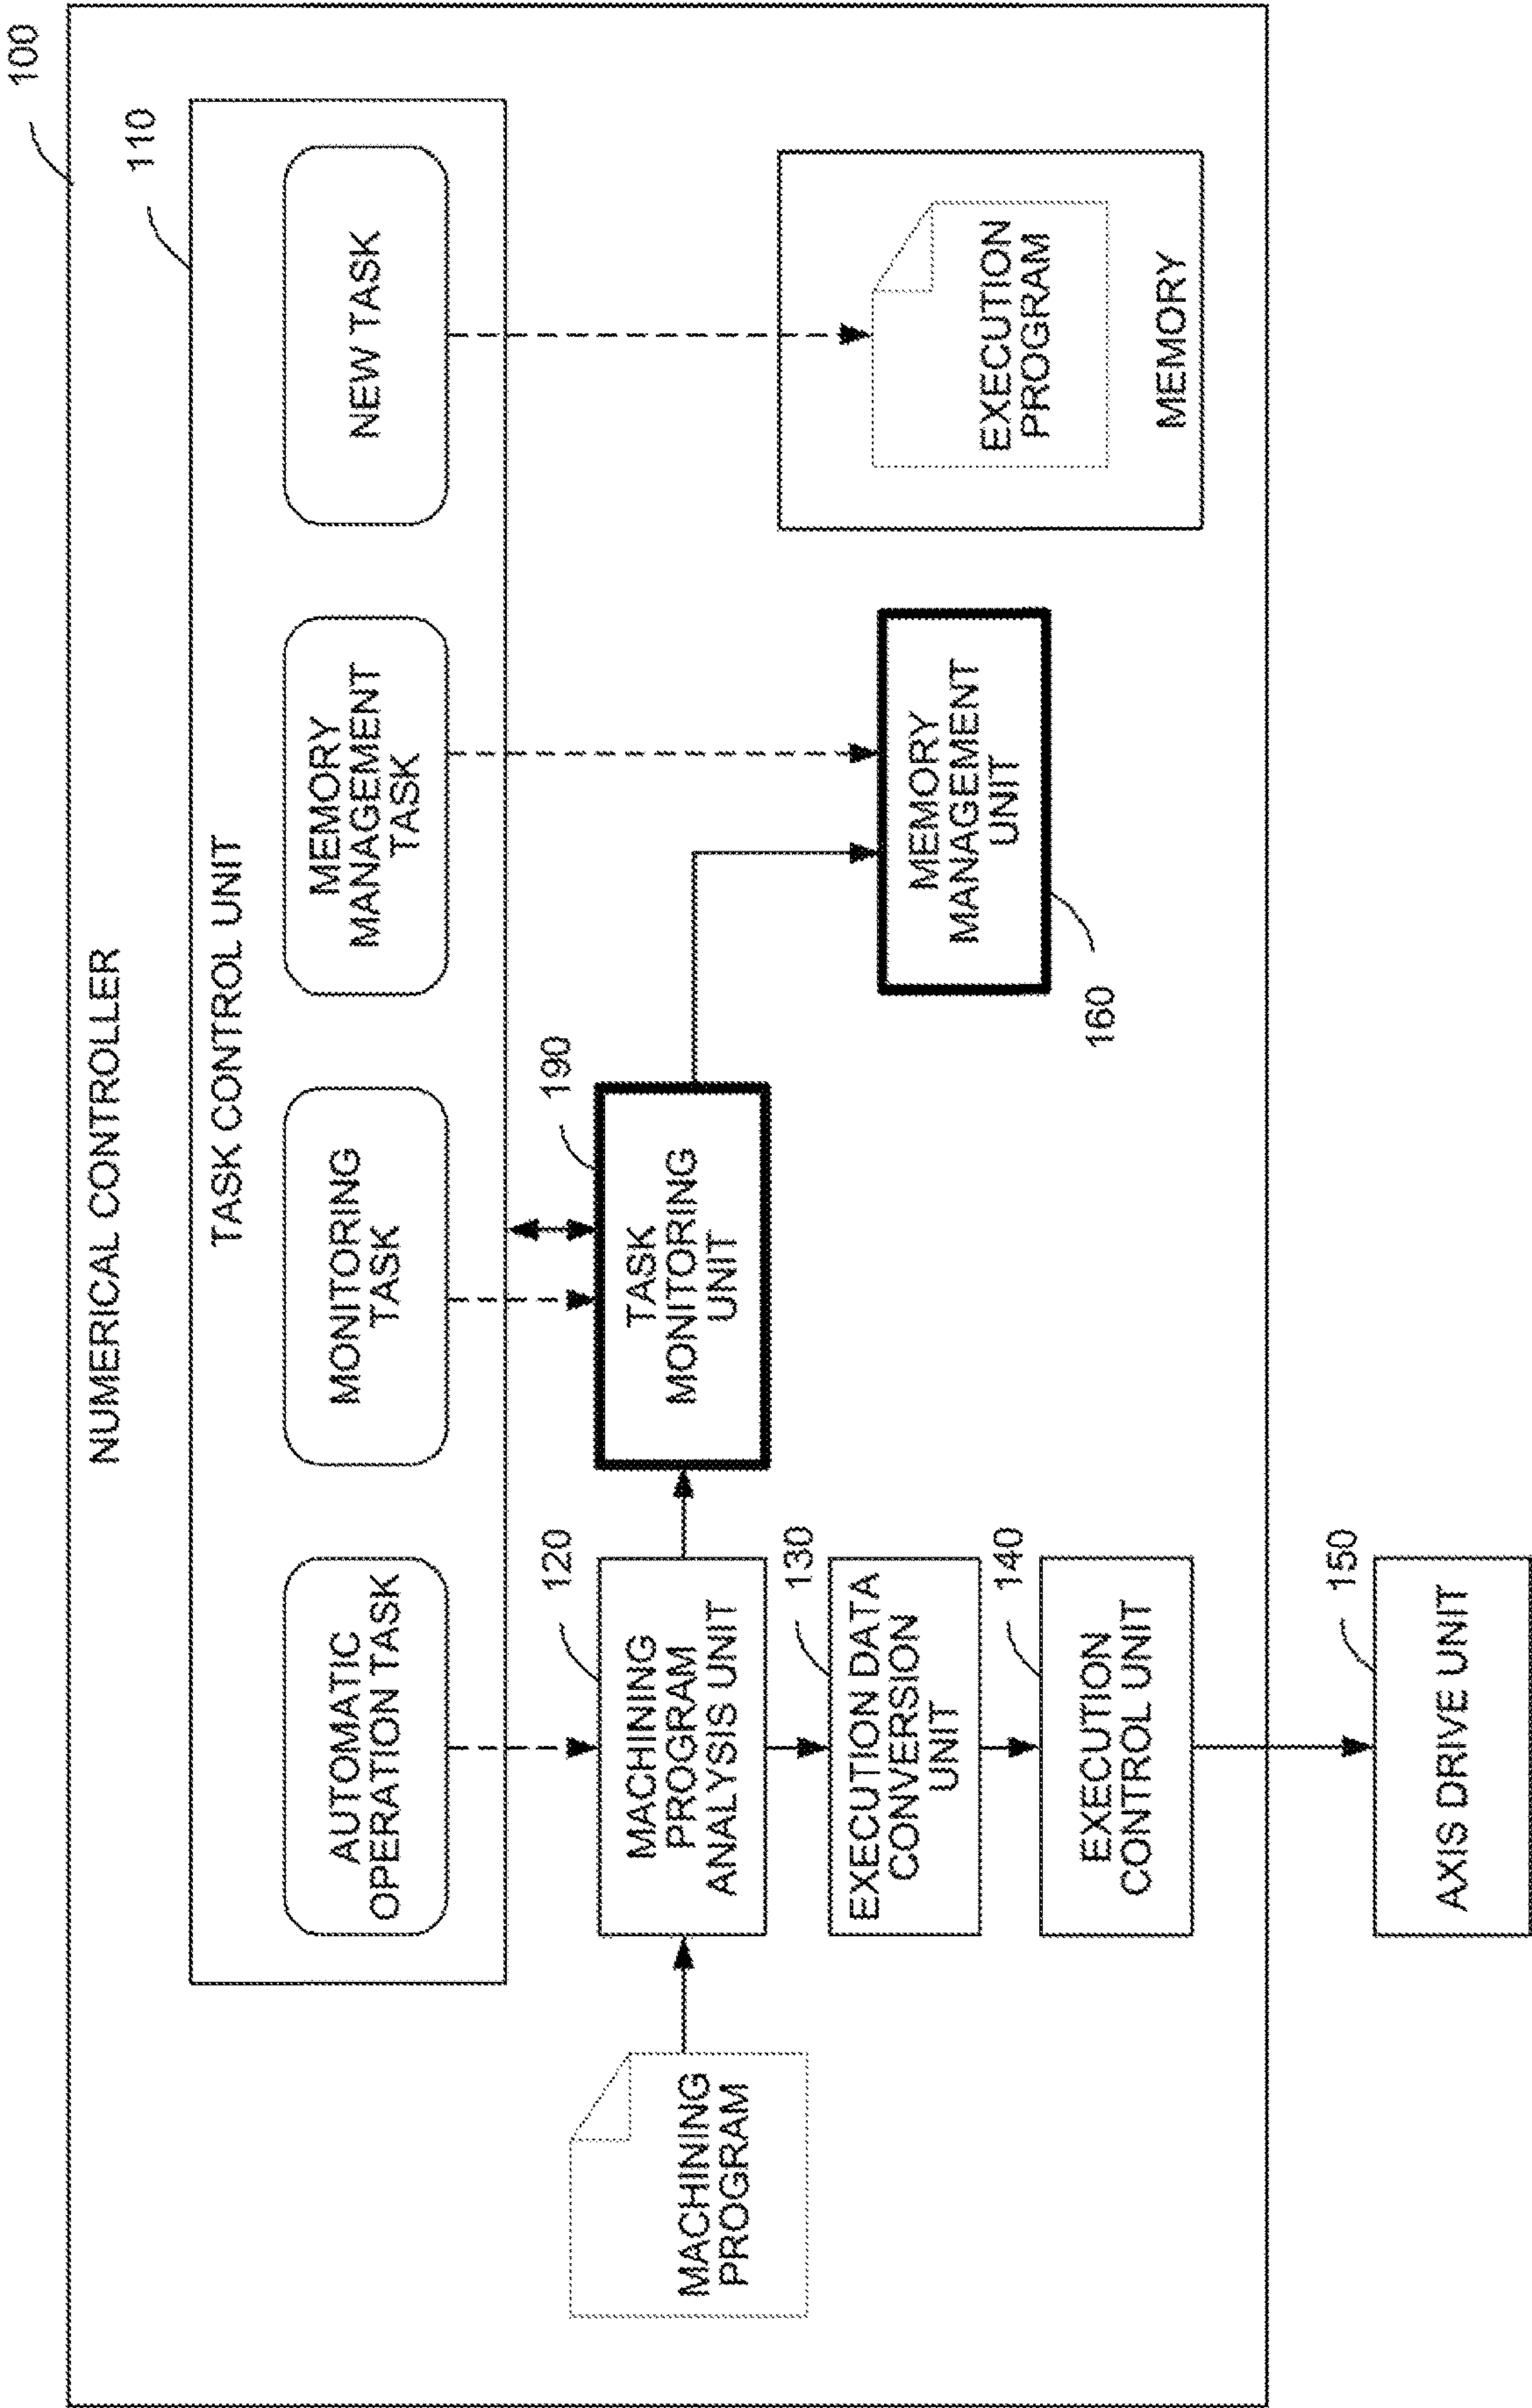 100
NUMERICAL CONTROLLER
110
TASK CONTROL UNIT
AUTOMATIC
OPERATION TASK
MONITORING
TASK
MEMORY
MANAGEMENT
TASK
NEW TASK
MACHINING
PROGRAM
120
MACHINING
PROGRAM
ANALYSIS UNIT
190
TASK
MONITORING
UNIT
130
EXECUTION DATA
CONVERSION
UNIT
160
MEMORY
MANAGEMENT
UNIT
EXECUTION
PROGRAM
MEMORY
140
EXECUTION
CONTROL UNIT
150
AXIS DRIVE UNIT